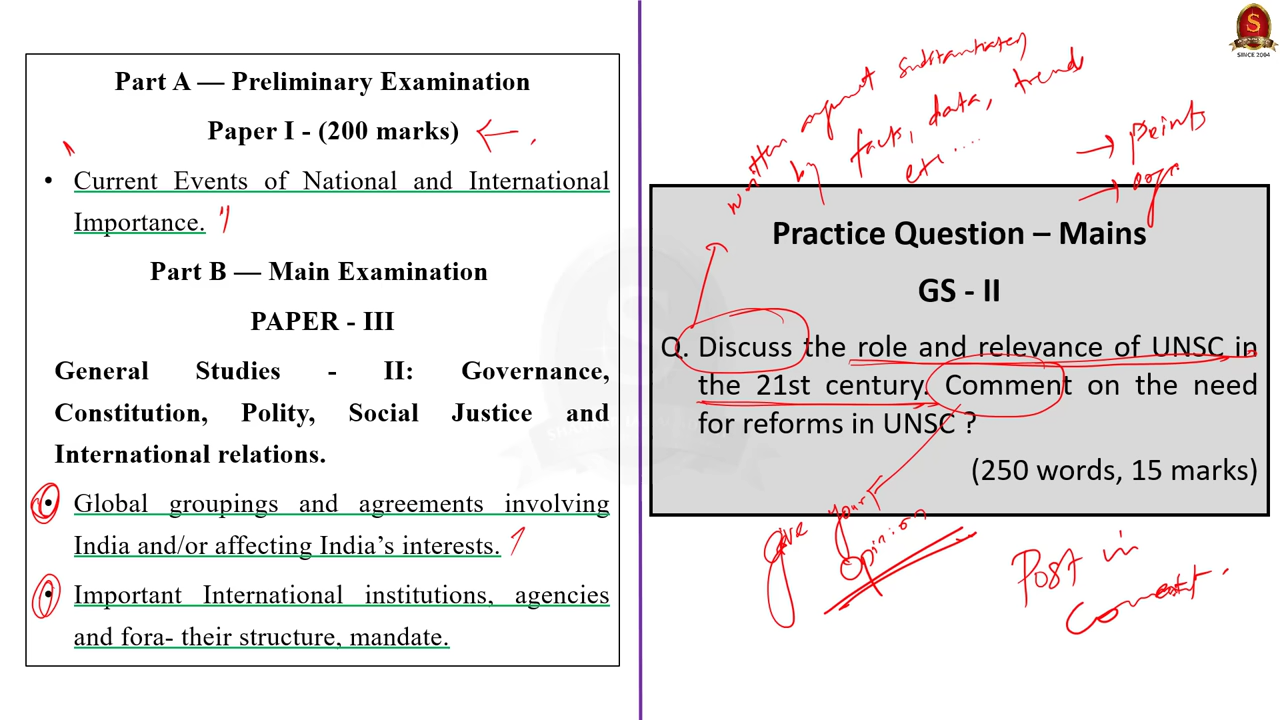 Part A — Preliminary Examination
Paper I - (200 marks)
• Current Events of National and International
Importance.
Part B — Main Examination
PAPER - III
General Studies - II: Governance,
Constitution, Polity, Social Justice and
International relations.
• Global groupings and agreements involving
India and/or affecting India's interests.
• Important International institutions, agencies
and fora- their structure, mandate.
S
SINCE 2004
written argument substantiated
by facts, data, trends
etc....
→ points
→
Practice Question – Mains
GS - II
Q. Discuss the role and relevance of UNSC in
the 21st century. Comment on the need
for reforms in UNSC ?
(250 words, 15 marks)
Give your
Opinion
Post in
Comment.